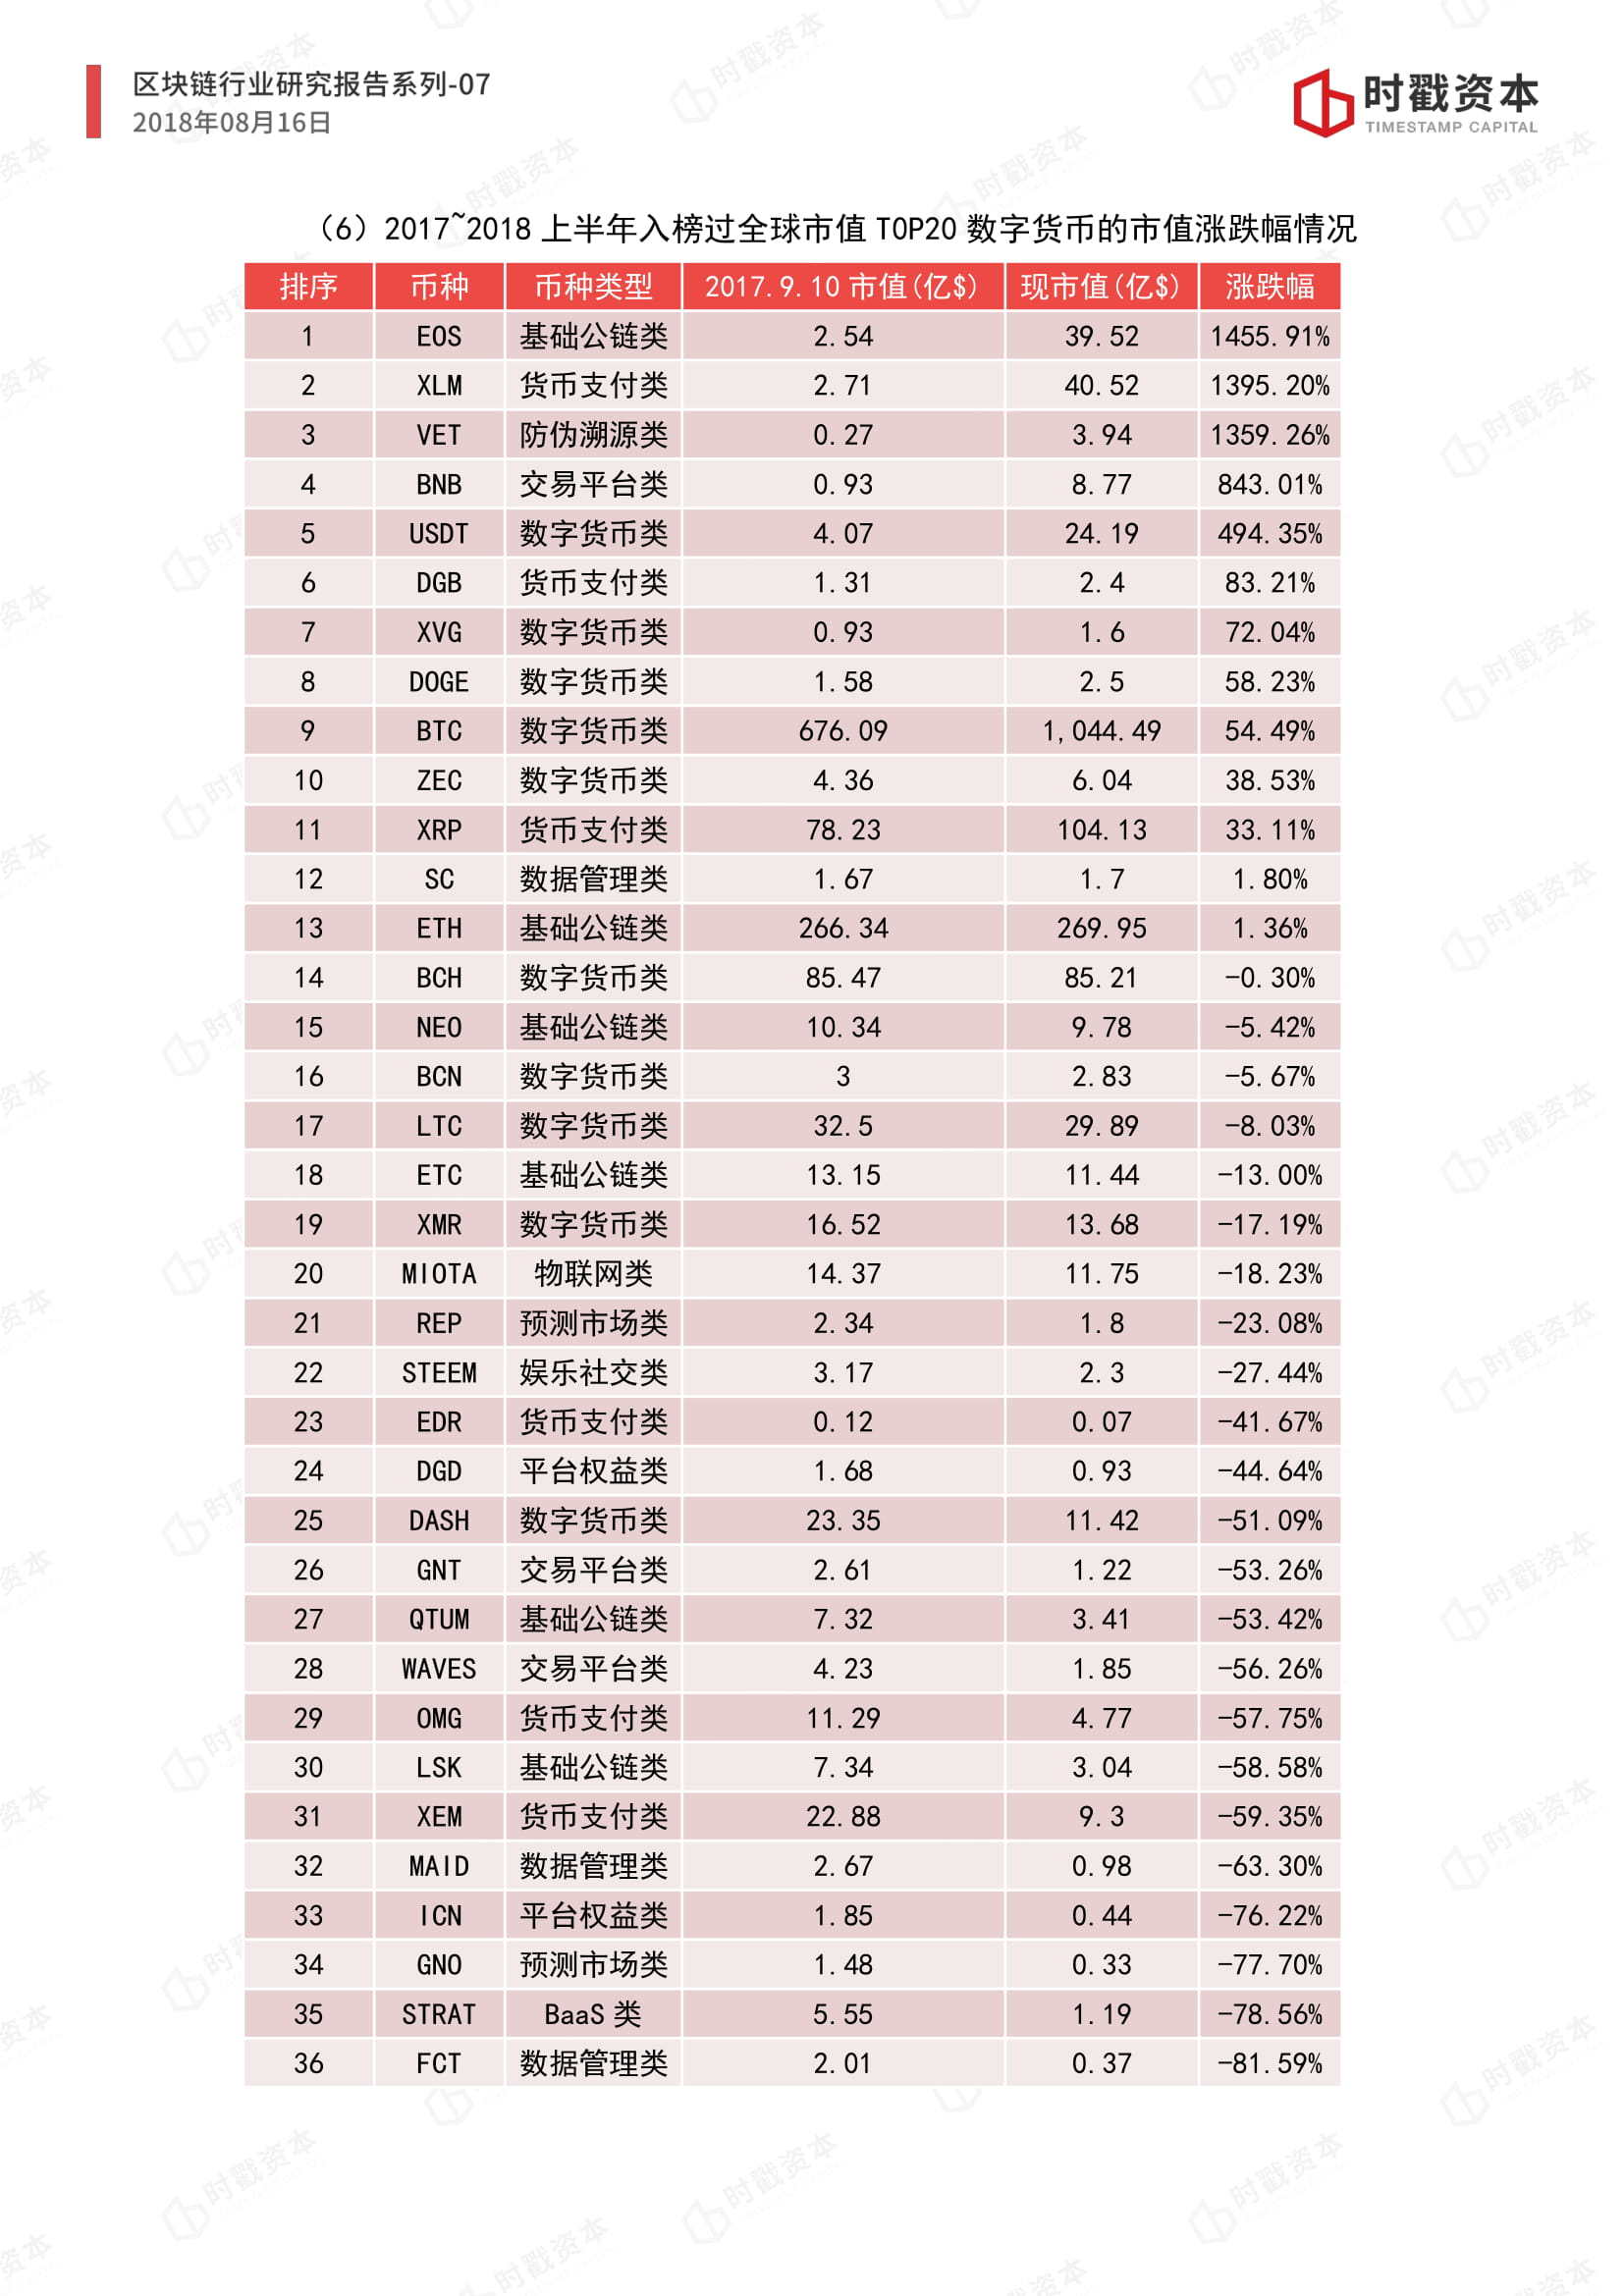 区块链行业研究报告系列-07
2018年08月16日
时戳资本
TIMESTAMP CAPITAL
（6）2017~2018 上半年入榜过全球市值 TOP20 数字货币的市值涨跌幅情况
排序 币种 币种类型 2017.9.10 市值(亿$) 现市值(亿$) 涨跌幅
1 EOS 基础公链类 2.54 39.52 1455.91%
2 XLM 货币支付类 2.71 40.52 1395.20%
3 VET 防伪溯源类 0.27 3.94 1359.26%
4 BNB 交易平台类 0.93 8.77 843.01%
5 USDT 数字货币类 4.07 24.19 494.35%
6 DGB 货币支付类 1.31 2.4 83.21%
7 XVG 数字货币类 0.93 1.6 72.04%
8 DOGE 数字货币类 1.58 2.5 58.23%
9 BTC 数字货币类 676.09 1,044.49 54.49%
10 ZEC 数字货币类 4.36 6.04 38.53%
11 XRP 货币支付类 78.23 104.13 33.11%
12 SC 数据管理类 1.67 1.7 1.80%
13 ETH 基础公链类 266.34 269.95 1.36%
14 BCH 数字货币类 85.47 85.21 -0.30%
15 NEO 基础公链类 10.34 9.78 -5.42%
16 BCN 数字货币类 3 2.83 -5.67%
17 LTC 数字货币类 32.5 29.89 -8.03%
18 ETC 基础公链类 13.15 11.44 -13.00%
19 XMR 数字货币类 16.52 13.68 -17.19%
20 MIOTA 物联网类 14.37 11.75 -18.23%
21 REP 预测市场类 2.34 1.8 -23.08%
22 STEEM 娱乐社交类 3.17 2.3 -27.44%
23 EDR 货币支付类 0.12 0.07 -41.67%
24 DGD 平台权益类 1.68 0.93 -44.64%
25 DASH 数字货币类 23.35 11.42 -51.09%
26 GNT 交易平台类 2.61 1.22 -53.26%
27 QTUM 基础公链类 7.32 3.41 -53.42%
28 WAVES 交易平台类 4.23 1.85 -56.26%
29 OMG 货币支付类 11.29 4.77 -57.75%
30 LSK 基础公链类 7.34 3.04 -58.58%
31 XEM 货币支付类 22.88 9.3 -59.35%
32 MAID 数据管理类 2.67 0.98 -63.30%
33 ICN 平台权益类 1.85 0.44 -76.22%
34 GNO 预测市场类 1.48 0.33 -77.70%
35 STRAT BaaS 类 5.55 1.19 -78.56%
36 FCT 数据管理类 2.01 0.37 -81.59%